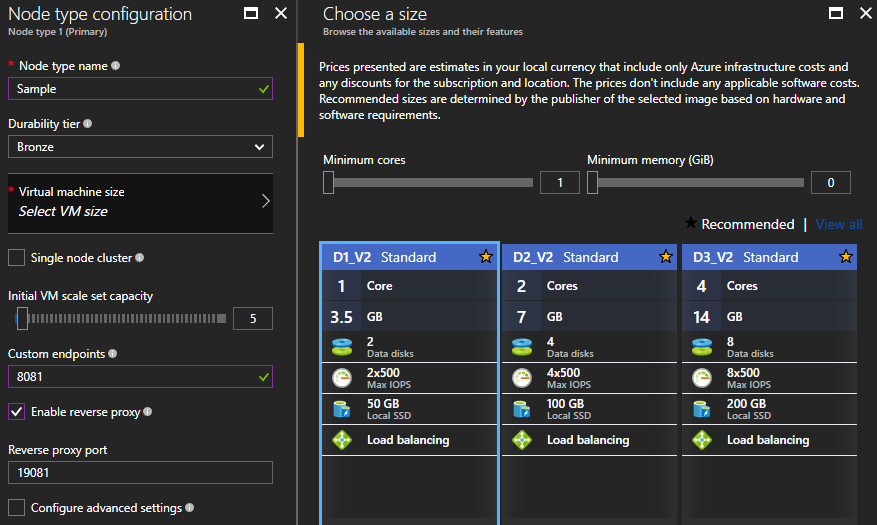 Node type configuration
Node type 1 (Primary)
* Node type name
Sample
Durability tier
Bronze
* Virtual machine size
Select VM size
Single node cluster
Initial VM scale set capacity
5
Custom endpoints
8081
Enable reverse proxy
Reverse proxy port
19081
Configure advanced settings
Choose a size
Browse the available sizes and their features
Prices presented are estimates in your local currency that include only Azure infrastructure costs and
any discounts for the subscription and location. The prices don't include any applicable software costs.
Recommended sizes are determined by the publisher of the selected image based on hardware and
software requirements.
Minimum cores
1
Minimum memory (GiB)
0
★ Recommended | View all
D1_V2 Standard
1 Core
3.5 GB
2
Data disks
2x500
Max IOPS
50 GB
Local SSD
Load balancing
D2_V2 Standard
2 Cores
7 GB
4
Data disks
4x500
Max IOPS
100 GB
Local SSD
Load balancing
D3_V2 Standard
4 Cores
14 GB
8
Data disks
8x500
Max IOPS
200 GB
Local SSD
Load balancing